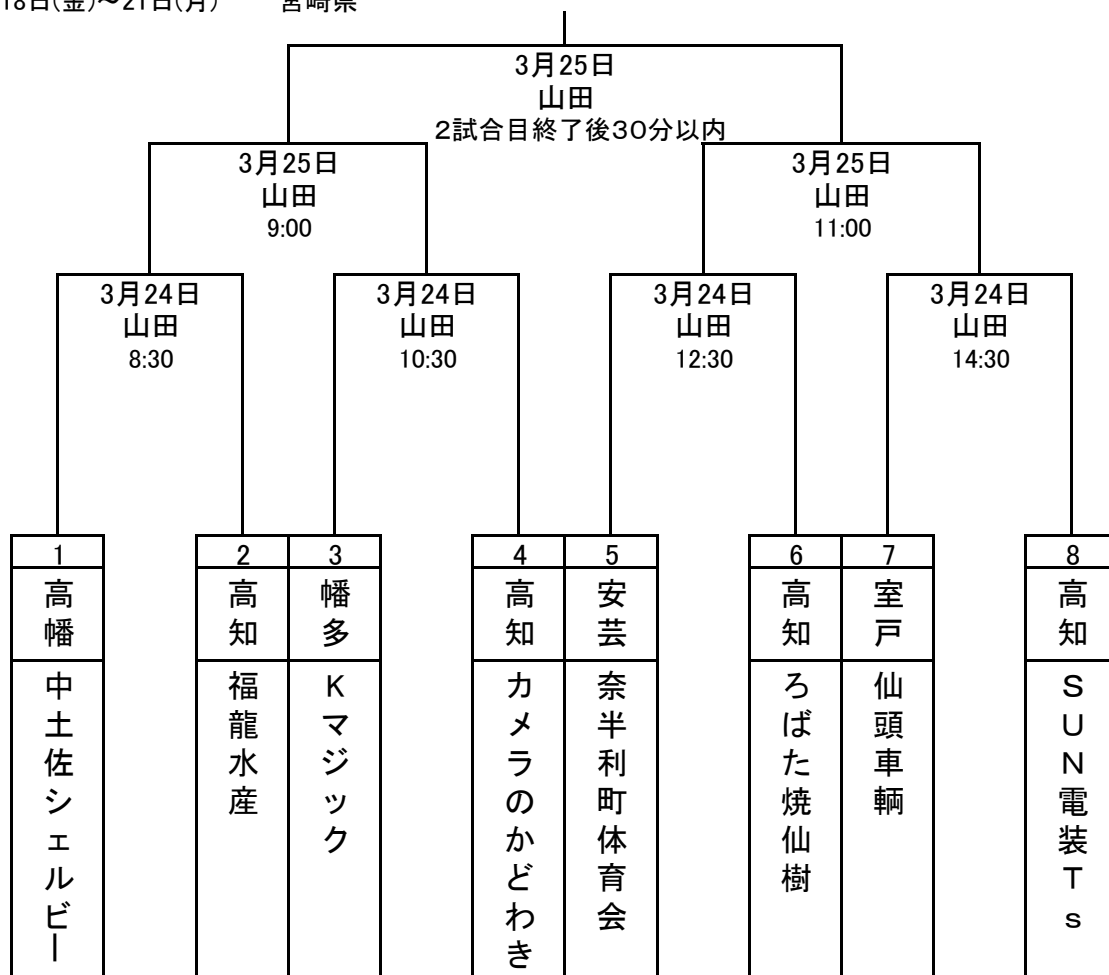 18日(金)～21日(月) 宮崎県
3月25日
山田
2試合目終了後30分以内
3月25日
山田
9:00
3月25日
山田
11:00
3月24日
山田
8:30
3月24日
山田
10:30
3月24日
山田
12:30
3月24日
山田
14:30
1
高幡
中土佐シェルビー
2
高知
福龍水産
3
幡多
Kマジック
4
高知
カメラのかどわき
5
安芸
奈半利町体育会
6
高知
ろばた焼仙樹
7
室戸
仙頭車輌
8
高知
SUN電装Ts